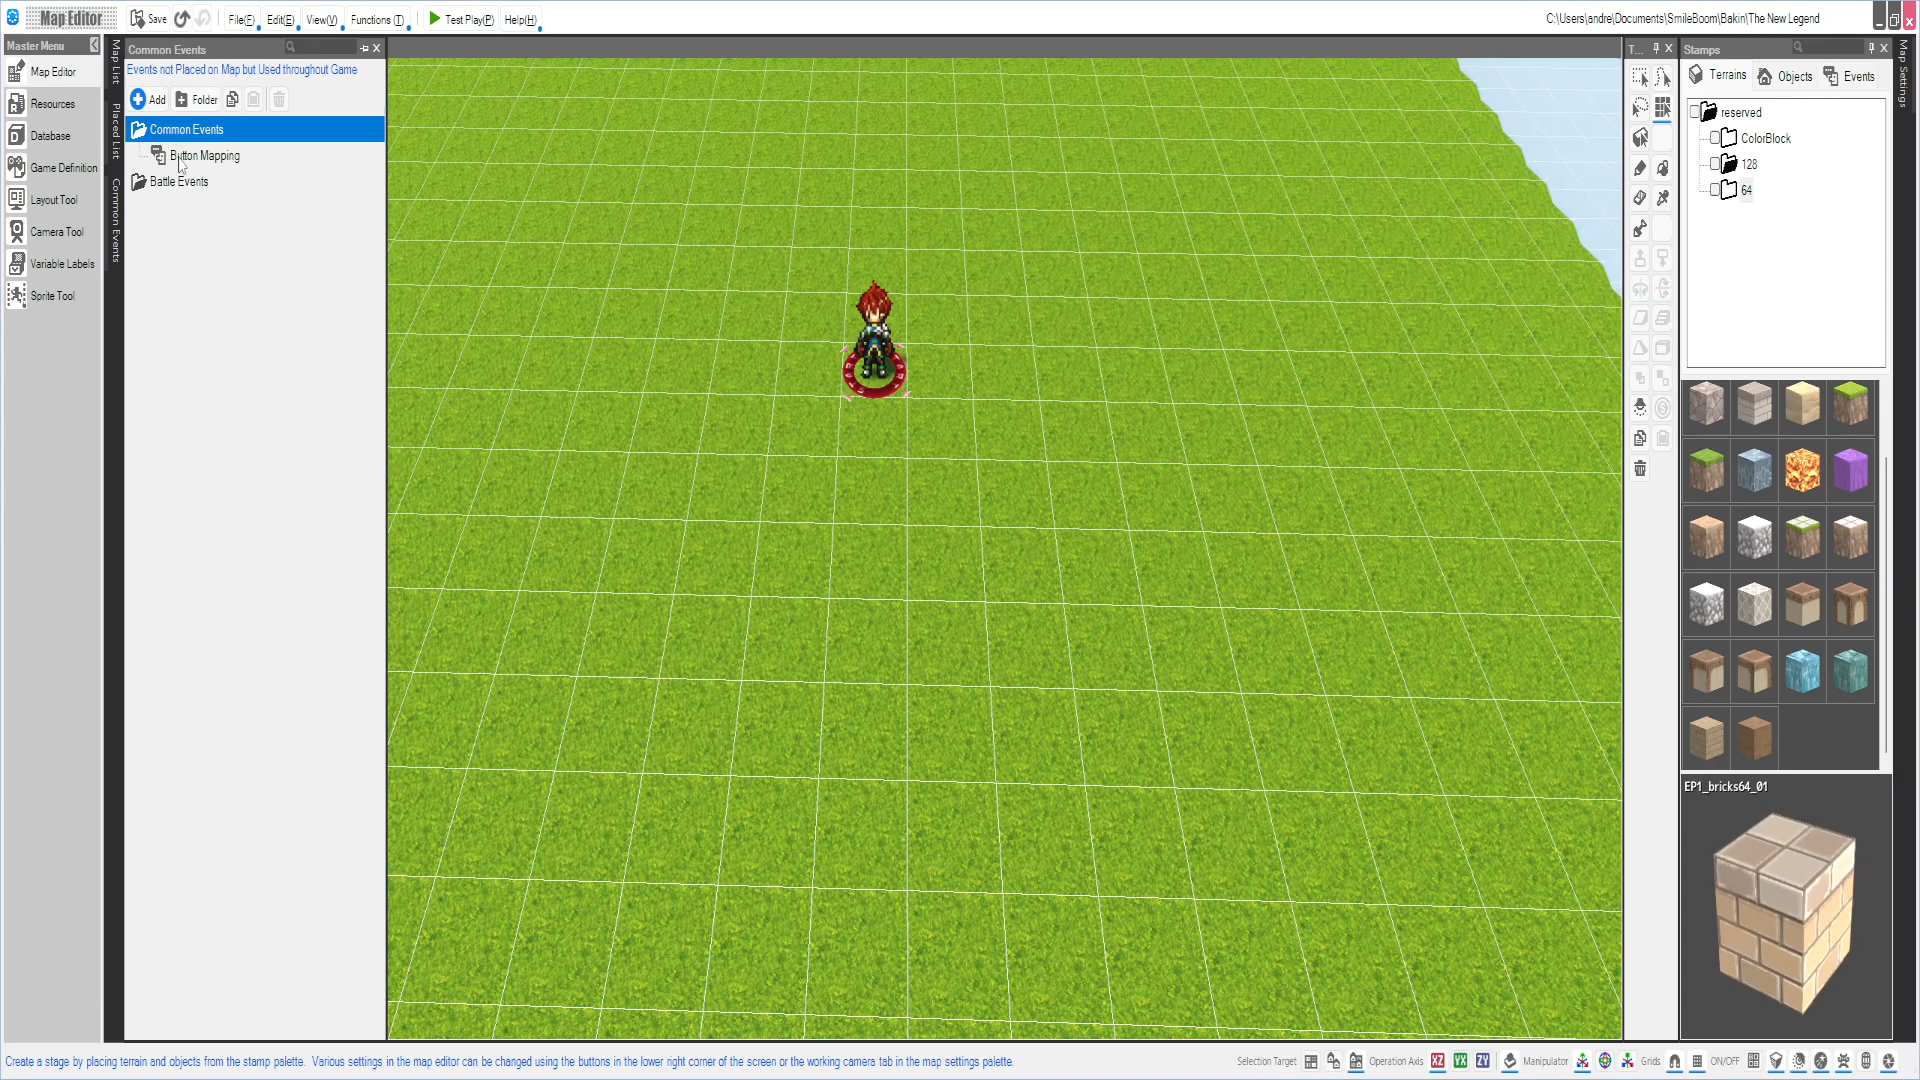 Map Editor
Save
File(F)
Edit(E)
View(V)
Functions (T)
Test Play(P)
Help(H)
C:\Users\andre\Documents\SmileBoom\Bakin\The New Legend
Master Menu
Map Editor
Resources
Database
Game Definition
Layout Tool
Camera Tool
Variable Labels
Sprite Tool
Map List
Placed List
Common Events
Common Events
Events not Placed on Map but Used throughout Game
Add
Folder
Common Events
Button Mapping
Battle Events
T...
Stamps
Terrains
Objects
Events
reserved
ColorBlock
128
64
EP1_bricks64_01
Map Settings
Create a stage by placing terrain and objects from the stamp palette.  Various settings in the map editor can be changed using the buttons in the lower right corner of the screen or the working camera tab in the map settings palette.
Selection Target
Operation Axis
XZ
YX
ZY
Manipulator
Grids
ON/OFF